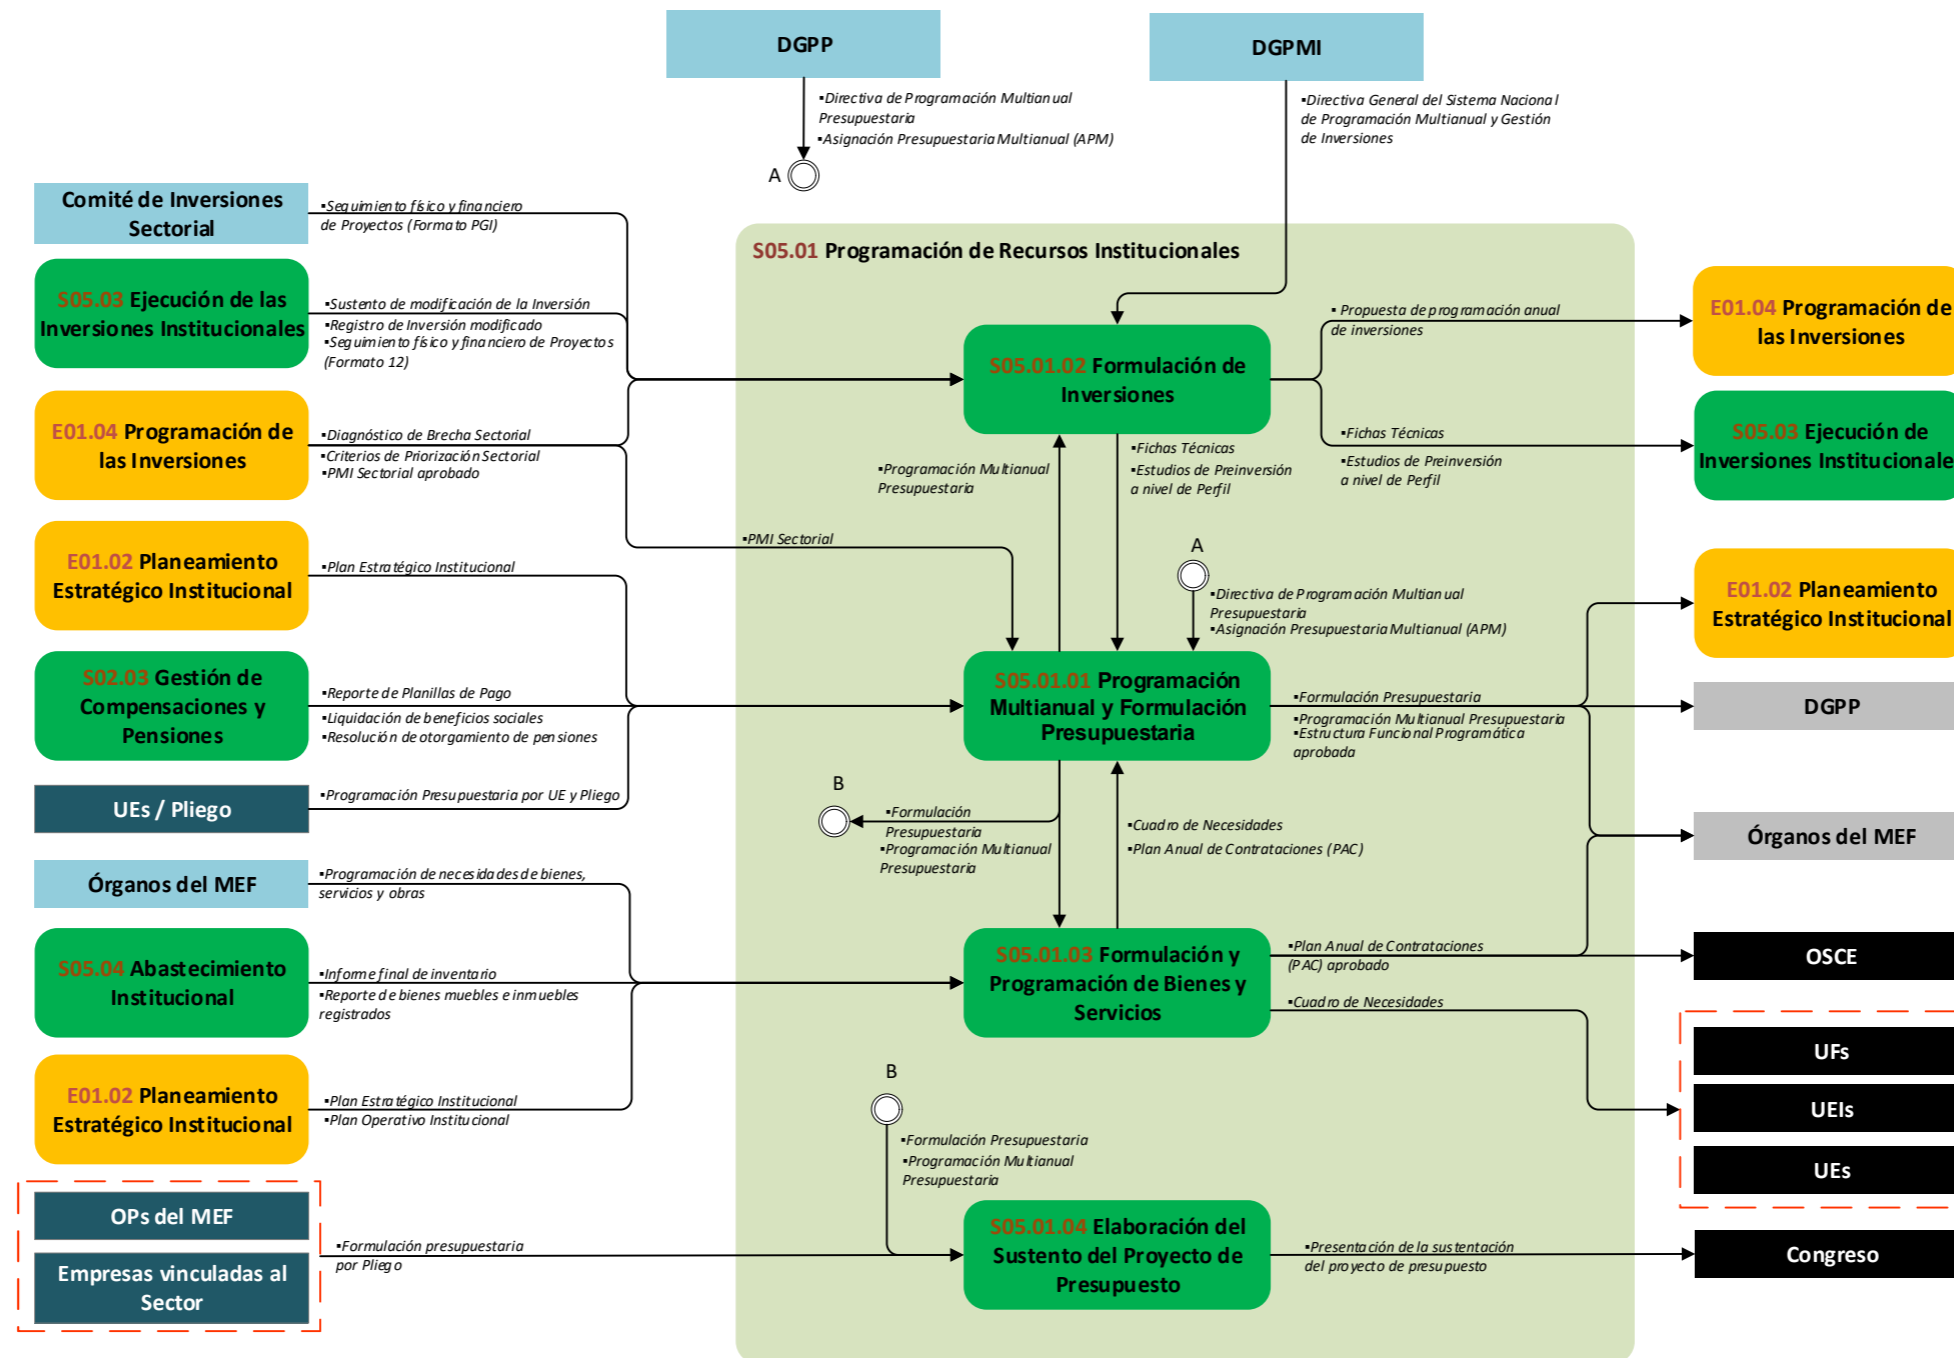 DGPP
▪Directiva de Programación Multianual
Presupuestaria
▪Asignación Presupuestaria Multianual (APM)
A
DGPMI
▪Directiva General del Sistema Nacional
de Programación Multianual y Gestión
de Inversiones
Comité de Inversiones
Sectorial
▪Seguimiento físico y financiero
de Proyectos (Formato PGI)
S05.03 Ejecución de las
Inversiones Institucionales
▪Sustento de modificación de la Inversión
▪Registro de Inversión modificado
▪Seguimiento físico y financiero de Proyectos
(Formato 12)
E01.04 Programación de
las Inversiones
▪Diagnóstico de Brecha Sectorial
▪Criterios de Priorización Sectorial
▪PMI Sectorial aprobado
▪PMI Sectorial
E01.02 Planeamiento
Estratégico Institucional
▪Plan Estratégico Institucional
S02.03 Gestión de
Compensaciones y
Pensiones
▪Reporte de Planillas de Pago
▪Liquidación de beneficios sociales
▪Resolución de otorgamiento de pensiones
UEs / Pliego
▪Programación Presupuestaria por UE y Pliego
Órganos del MEF
▪Programación de necesidades de bienes,
servicios y obras
S05.04 Abastecimiento
Institucional
▪Informe final de inventario
▪Reporte de bienes muebles e inmuebles
registrados
E01.02 Planeamiento
Estratégico Institucional
▪Plan Estratégico Institucional
▪Plan Operativo Institucional
OPs del MEF
Empresas vinculadas al
Sector
▪Formulación presupuestaria
por Pliego
S05.01 Programación de Recursos Institucionales
S05.01.02 Formulación de
Inversiones
▪Programación Multianual
Presupuestaria
▪Fichas Técnicas
▪Estudios de Preinversión
a nivel de Perfil
A
▪Directiva de Programación Multianual
Presupuestaria
▪Asignación Presupuestaria Multianual (APM)
S05.01.01 Programación
Multianual y Formulación
Presupuestaria
B
▪Formulación
Presupuestaria
▪Programación Multianual
Presupuestaria
▪Cuadro de Necesidades
▪Plan Anual de Contrataciones (PAC)
S05.01.03 Formulación y
Programación de Bienes y
Servicios
B
▪Formulación Presupuestaria
▪Programación Multianual
Presupuestaria
S05.01.04 Elaboración del
Sustento del Proyecto de
Presupuesto
▪Propuesta de programación anual
de inversiones
▪Fichas Técnicas
▪Estudios de Preinversión
a nivel de Perfil
▪Formulación Presupuestaria
▪Programación Multianual Presupuestaria
▪Estructura Funcional Programática
aprobada
▪Plan Anual de Contrataciones
(PAC) aprobado
▪Cuadro de Necesidades
▪Presentación de la sustentación
del proyecto de presupuesto
E01.04 Programación de
las Inversiones
S05.03 Ejecución de
Inversiones Institucionale
E01.02 Planeamiento
Estratégico Institucional
DGPP
Órganos del MEF
OSCE
UFs
UEIs
UEs
Congreso